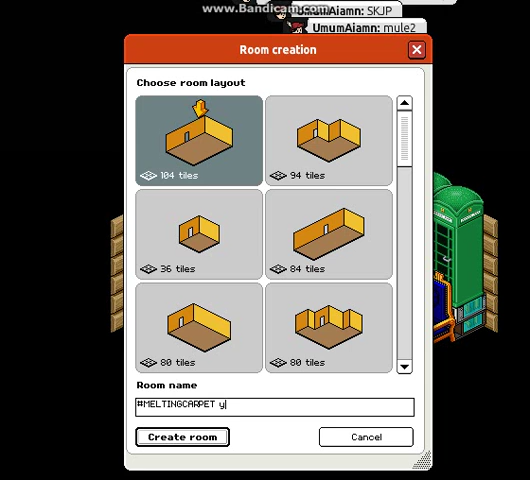 www.Bandicam.com
UmumAiamn: SKJP
UmumAiamn: mule2
Room creation
Choose room layout
104 tiles
94 tiles
36 tiles
84 tiles
80 tiles
80 tiles
Room name
#MELTINGCARPET y
Create room
Cancel